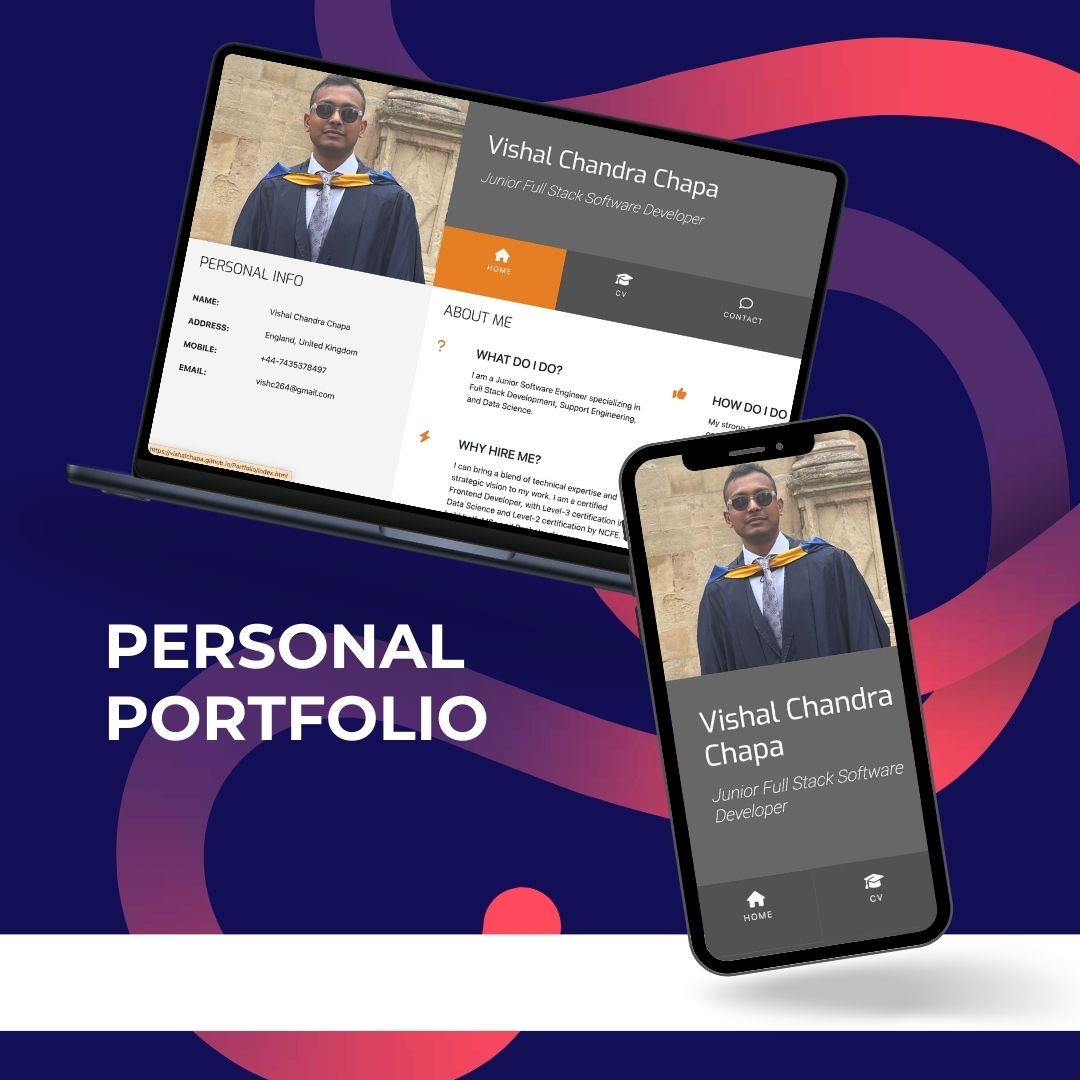 Vishal Chandra Chapa
Junior Full Stack Software Developer
HOME
CV
CONTACT
PERSONAL INFO
NAME:
Vishal Chandra Chapa
ADDRESS:
England, United Kingdom
MOBILE:
+44-7435378497
EMAIL:
vishc264@gmail.com
https://vishalchapa.github.io/Portfolio/index.html
ABOUT ME
?
WHAT DO I DO?
I am a Junior Software Engineer specializing in
Full Stack Development, Support Engineering,
and Data Science.
HOW DO I DO
My strong
WHY HIRE ME?
I can bring a blend of technical expertise and
strategic vision to my work. I am a certified
Frontend Developer, with Level-3 certification in
Data Science and Level-2 certification by NCFE.
PERSONAL
PORTFOLIO
Vishal Chandra
Chapa
Junior Full Stack Software
Developer
HOME
CV